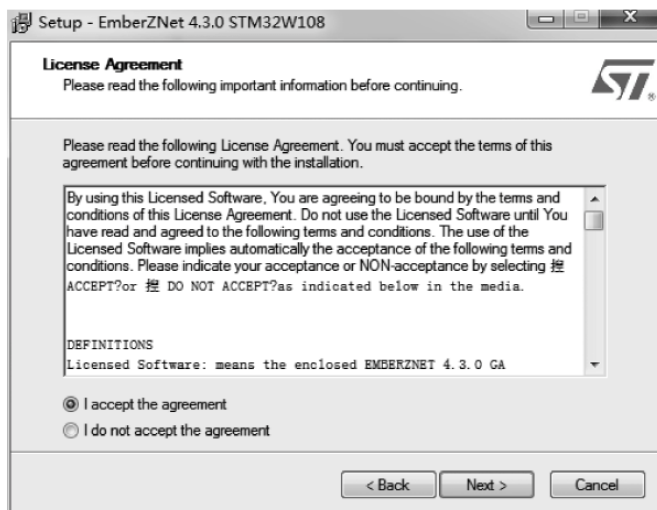 Setup - EmberZNet 4.3.0 STM32W108
License Agreement
Please read the following important information before continuing.
ST
Please read the following License Agreement. You must accept the terms of this
agreement before continuing with the installation.
By using this Licensed Software, You are agreeing to be bound by the terms and
conditions of this License Agreement. Do not use the Licensed Software until You
have read and agreed to the following terms and conditions. The use of the
Licensed Software implies automatically the acceptance of the following terms and
conditions. Please indicate your acceptance or NON-acceptance by selecting 揑
ACCEPT?or 揑 DO NOT ACCEPT?as indicated below in the media.
DEFINITIONS
Licensed Software: means the enclosed EMBERZNET 4.3.0 GA
I accept the agreement
I do not accept the agreement
< Back
Next >
Cancel